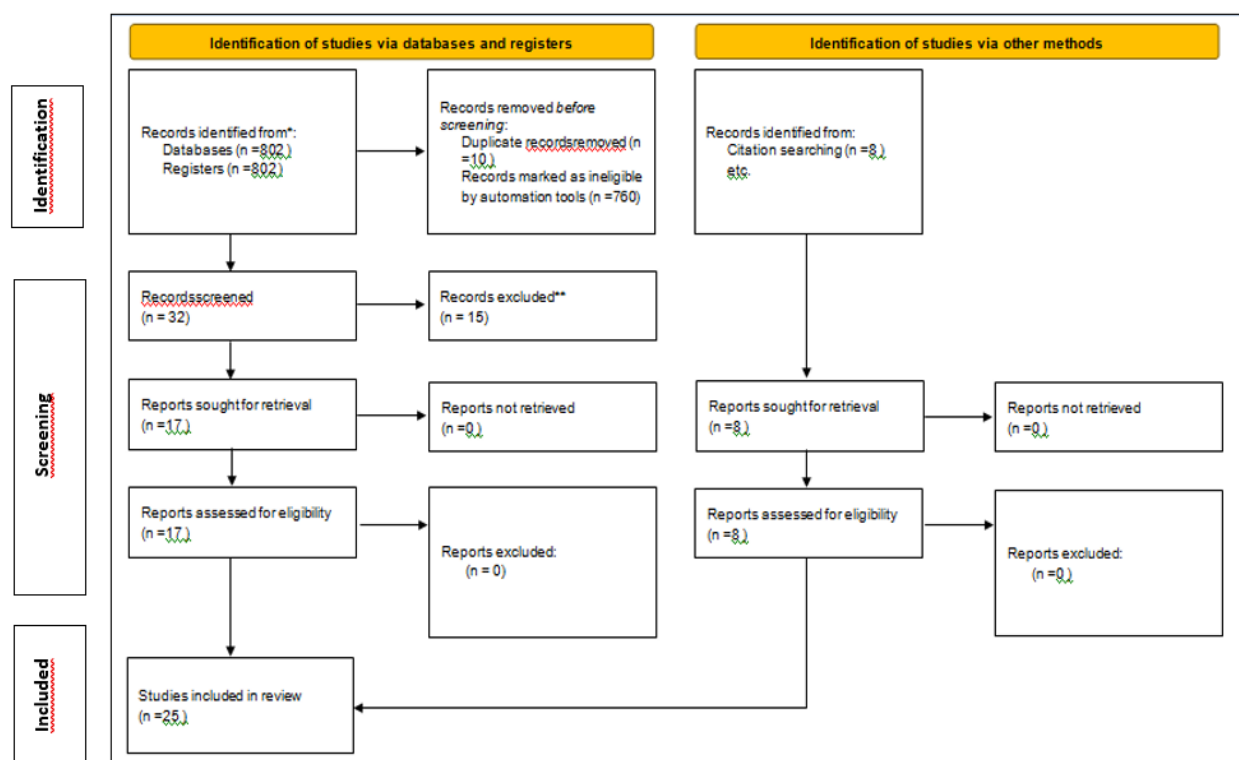 Identification of studies via databases and registers
Identification of studies via other methods
Identification
Records identified from*:
Databases (n =802 )
Registers (n =802)
Records removed before
screening:
Duplicate recordsremoved (n
=10 )
Records marked as ineligible
by automation tools (n =760)
Records identified from:
Citation searching (n =8 )
etc.
Screening
Recordsscreened
(n = 32)
Records excluded**
(n = 15)
Reports sought for retrieval
(n =17 )
Reports not retrieved
(n =0 )
Reports sought for retrieval
(n =8 )
Reports not retrieved
(n =0 )
Reports assessed for eligibility
(n =17 )
Reports excluded:
(n = 0)
Reports assessed for eligibility
(n =8 )
Reports excluded:
(n =0 )
Included
Studies included in review
(n =25 )